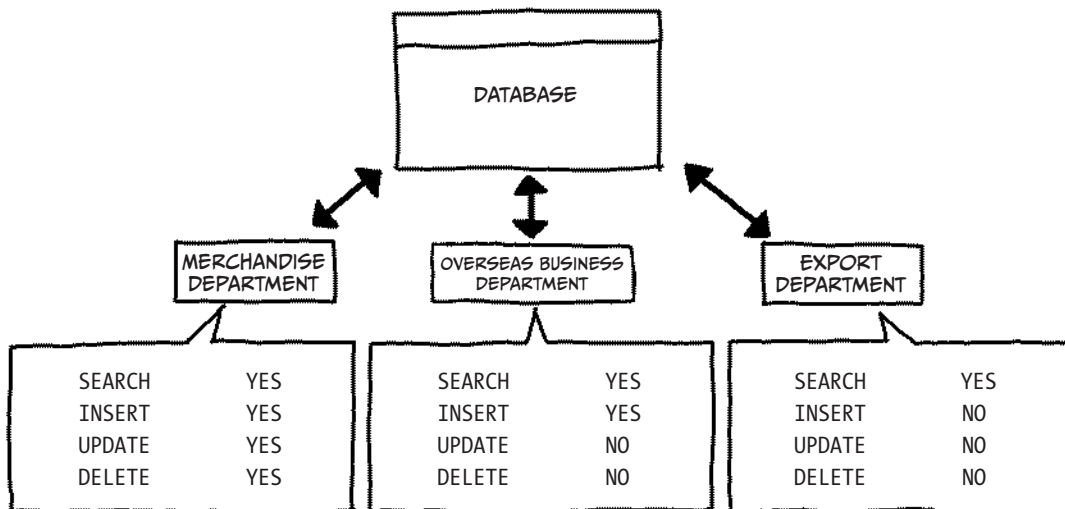 DATABASE
MERCHANDISE
DEPARTMENT
OVERSEAS BUSINESS
DEPARTMENT
EXPORT
DEPARTMENT
SEARCH YES
INSERT YES
UPDATE YES
DELETE YES
SEARCH YES
INSERT YES
UPDATE NO
DELETE NO
SEARCH YES
INSERT NO
UPDATE NO
DELETE NO